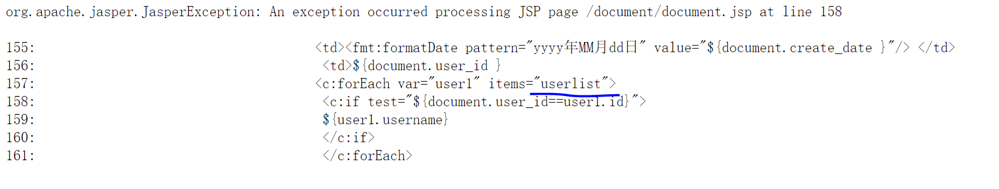 org.apache.jasper.JasperException: An exception occurred processing JSP page /document/document.jsp at line 158
155: <td><fmt:formatDate pattern="yyyy年MM月dd日" value="${document.create_date }"/> </td>
156: <td>${document.user_id }
157: <c:forEach var="user1" items="userlist">
158: <c:if test="${document.user_id==user1.id}">
159: ${user1.username}
160: </c:if>
161: </c:forEach>